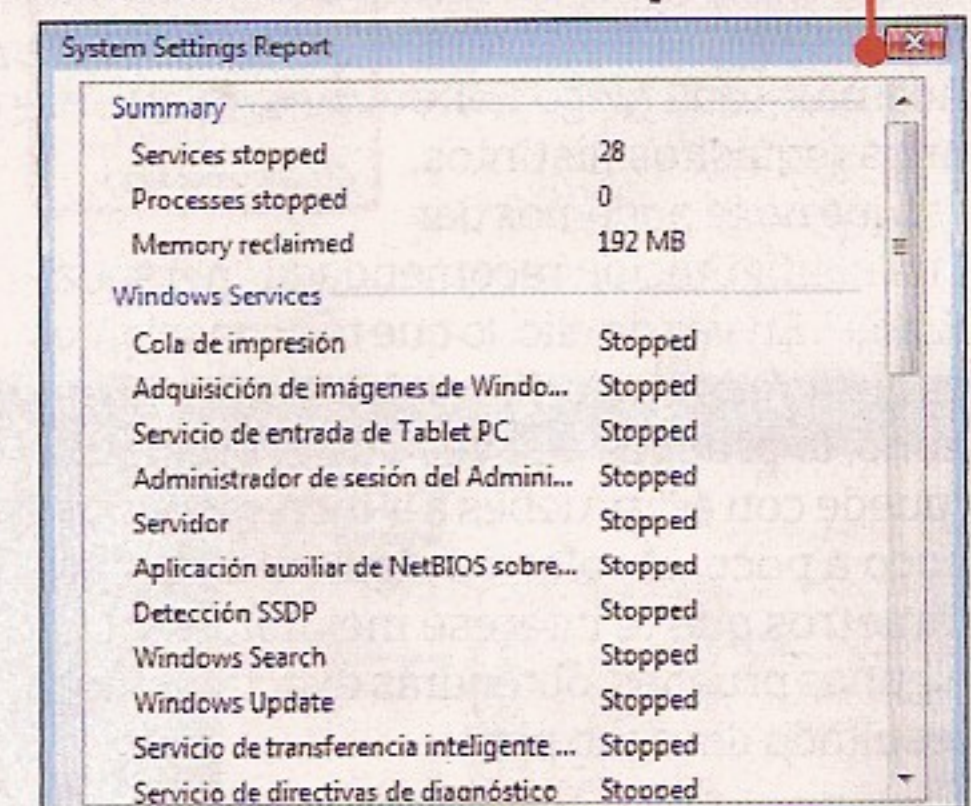 System Settings Report
Summary
Services stopped 28
Processes stopped 0
Memory reclaimed 192 MB
Windows Services
Cola de impresión Stopped
Adquisición de imágenes de Windo... Stopped
Servicio de entrada de Tablet PC Stopped
Administrador de sesión del Admini... Stopped
Servidor Stopped
Aplicación auxiliar de NetBIOS sobre... Stopped
Detección SSDP Stopped
Windows Search Stopped
Windows Update Stopped
Servicio de transferencia inteligente ... Stopped
Servicio de directivas de diagnóstico Stopped